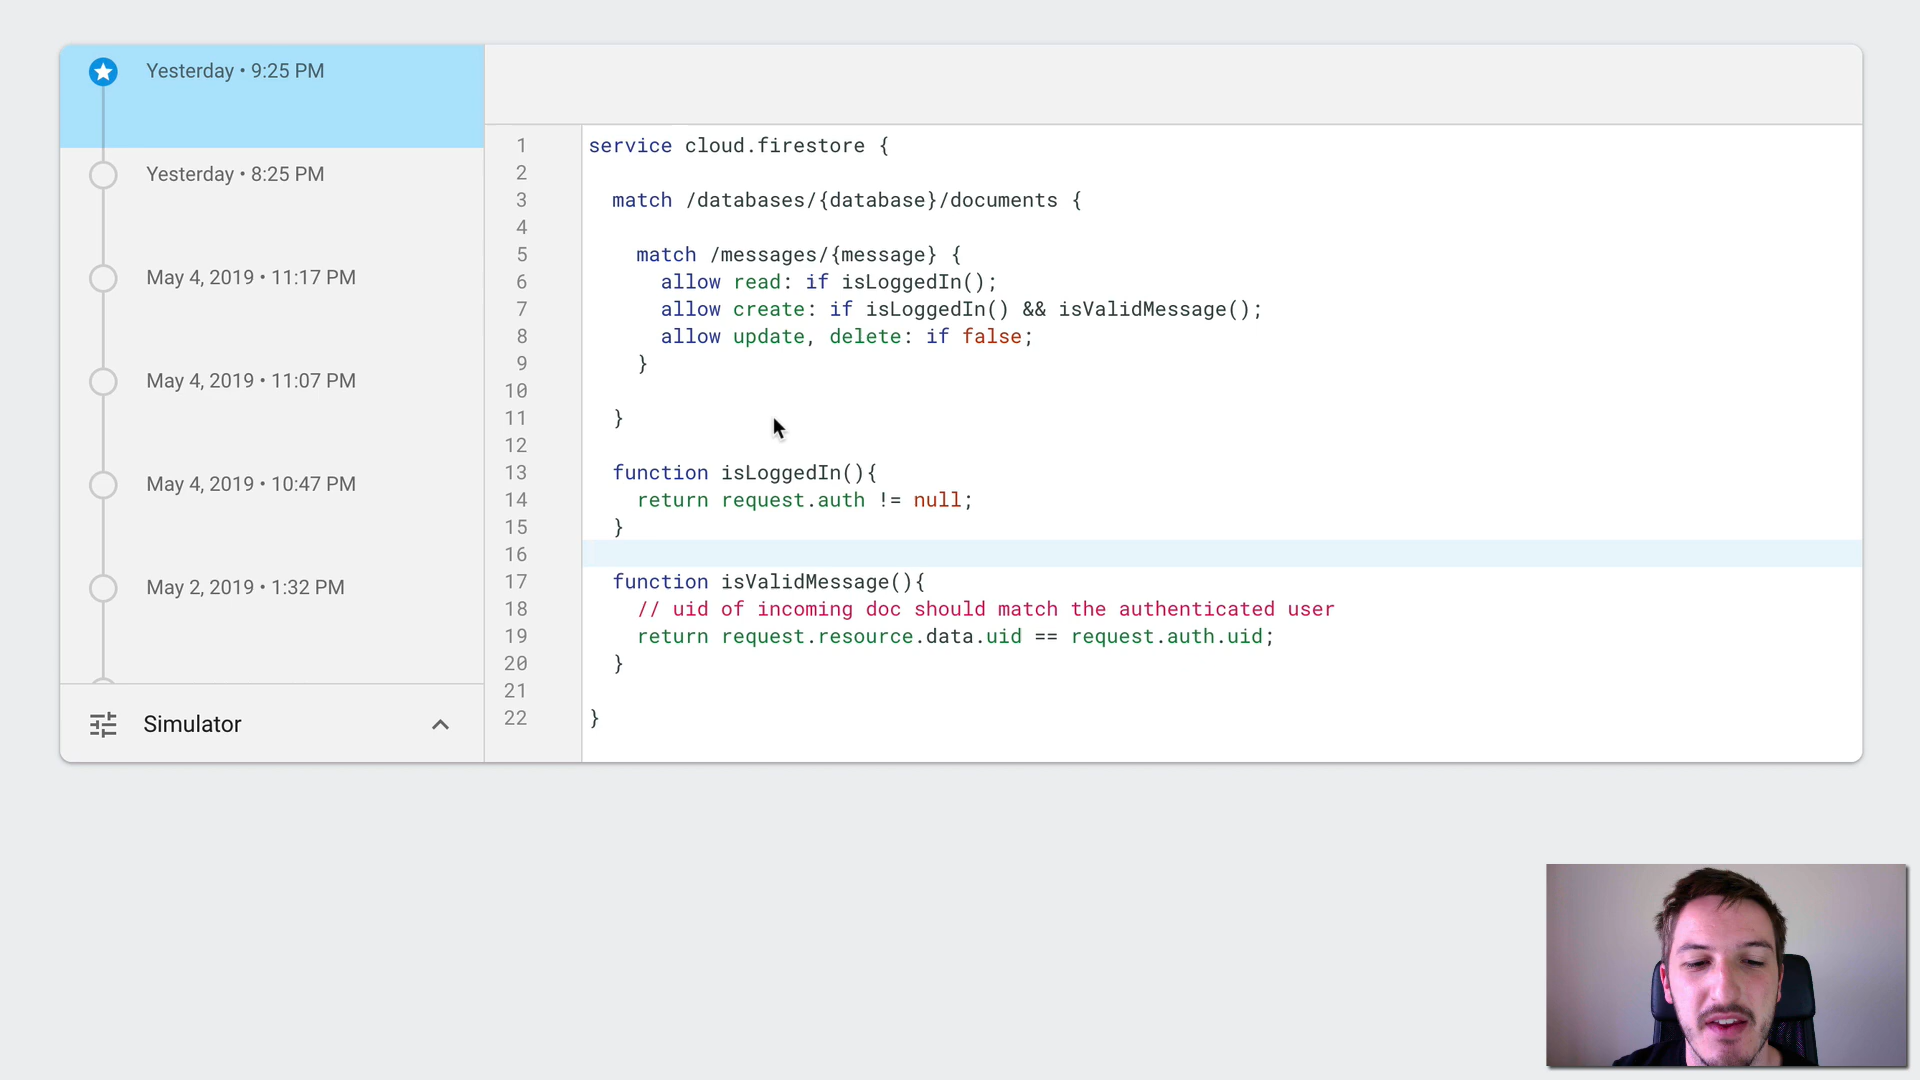 Yesterday • 9:25 PM
Yesterday • 8:25 PM
May 4, 2019 • 11:17 PM
May 4, 2019 • 11:07 PM
May 4, 2019 • 10:47 PM
May 2, 2019 • 1:32 PM
Simulator
1 service cloud.firestore {
2
3 match /databases/{database}/documents {
4
5 match /messages/{message} {
6 allow read: if isLoggedIn();
7 allow create: if isLoggedIn() && isValidMessage();
8 allow update, delete: if false;
9 }
10
11 }
12
13 function isLoggedIn(){
14 return request.auth != null;
15 }
16
17 function isValidMessage(){
18 // uid of incoming doc should match the authenticated user
19 return request.resource.data.uid == request.auth.uid;
20 }
21
22 }